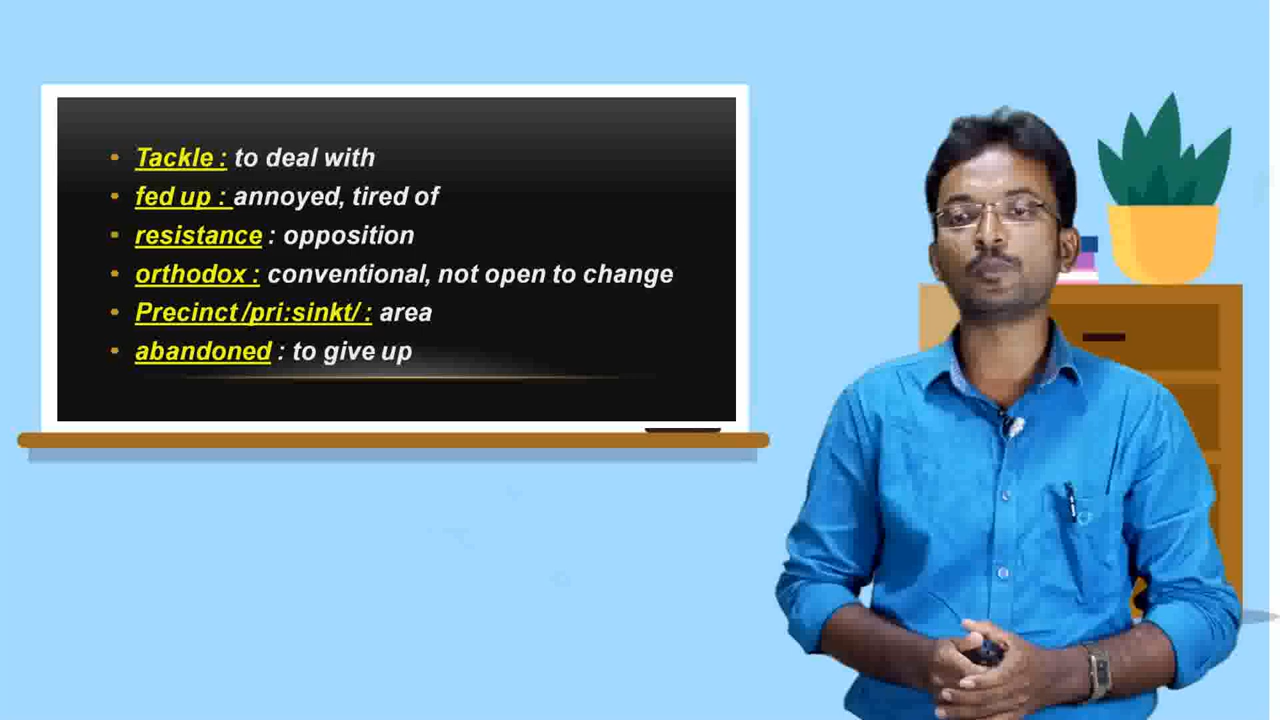 Tackle : to deal with
fed up : annoyed, tired of
resistance : opposition
orthodox : conventional, not open to change
Precinct /pri:sinkt/ : area
abandoned : to give up